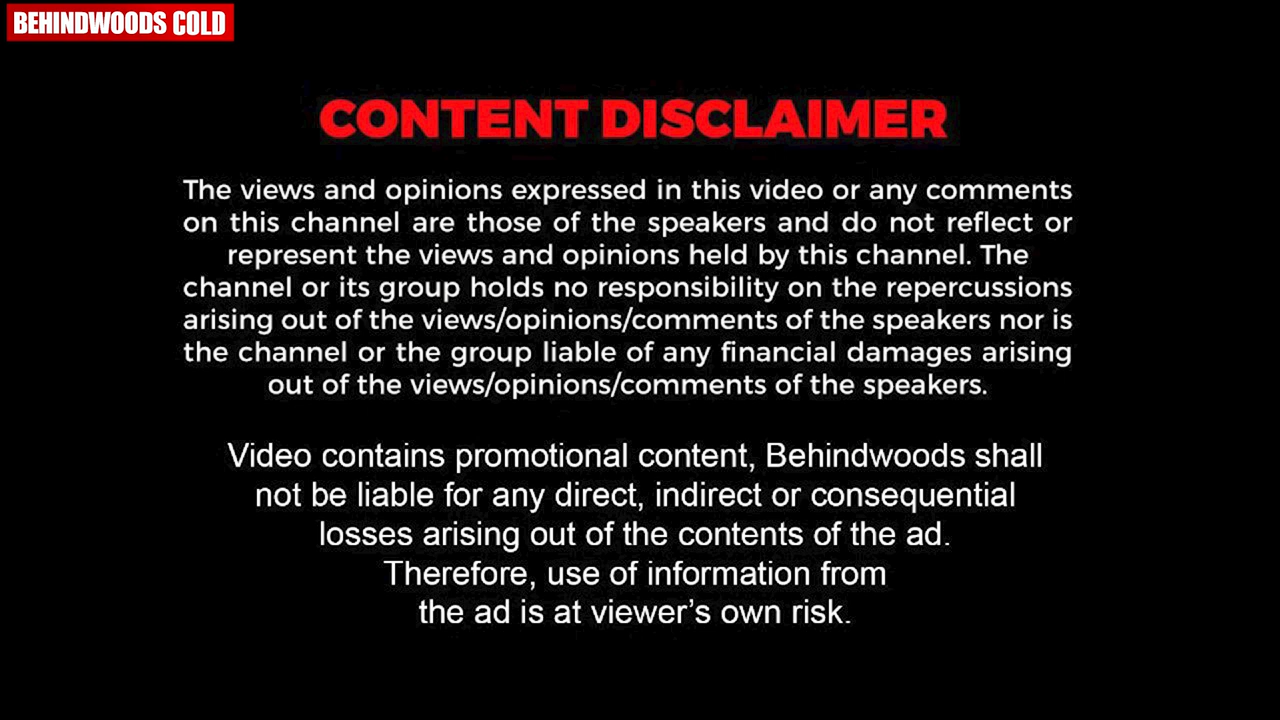 BEHINDWOODS COLD
CONTENT DISCLAIMER
The views and opinions expressed in this video or any comments
on this channel are those of the speakers and do not reflect or
represent the views and opinions held by this channel. The
channel or its group holds no responsibility on the repercussions
arising out of the views/opinions/comments of the speakers nor is
the channel or the group liable of any financial damages arising
out of the views/opinions/comments of the speakers.
Video contains promotional content, Behindwoods shall
not be liable for any direct, indirect or consequential
losses arising out of the contents of the ad.
Therefore, use of information from
the ad is at viewer’s own risk.